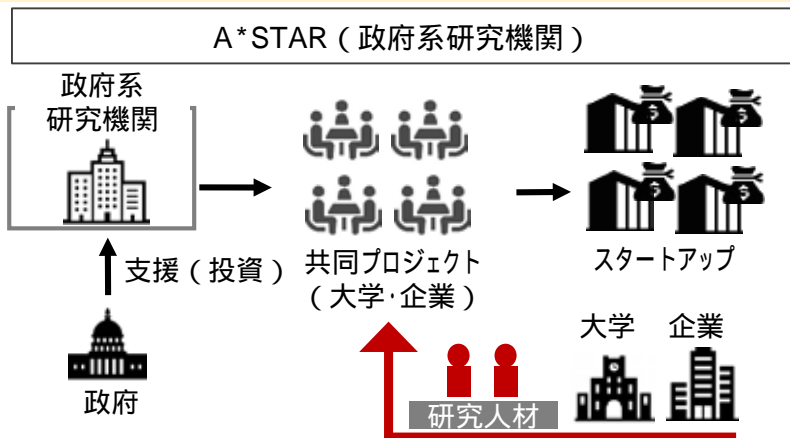 A*STAR（政府系研究機関）
政府系
研究機関
支援（投資）
政府
共同プロジェクト
（大学・企業）
スタートアップ
大学
企業
研究人材